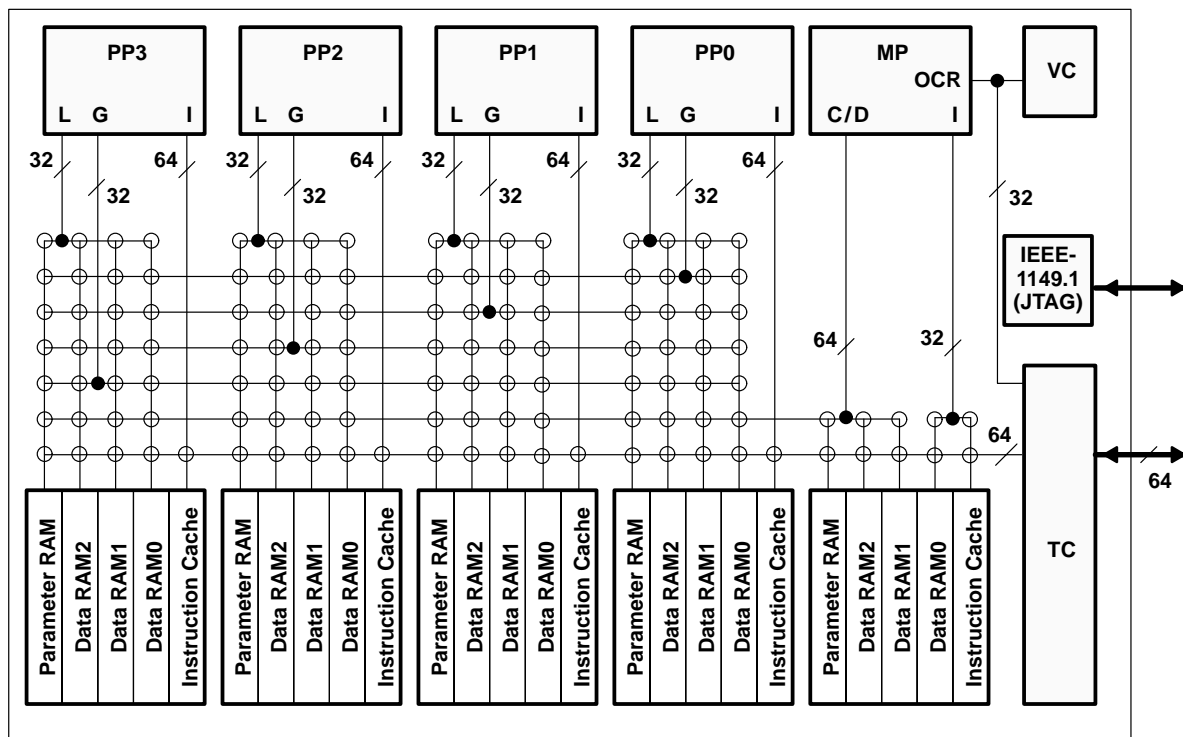 PP3
L G I
32
64
32
PP2
L G I
32
64
32
PP1
L G I
32
64
32
PP0
L G I
32
64
32
MP
OCR
C/D I
VC
32
IEEE-
1149.1
(JTAG)
64
32
64
64
TC
Parameter RAM
Data RAM2
Data RAM1
Data RAM0
Instruction Cache
Parameter RAM
Data RAM2
Data RAM1
Data RAM0
Instruction Cache
Parameter RAM
Data RAM2
Data RAM1
Data RAM0
Instruction Cache
Parameter RAM
Data RAM2
Data RAM1
Data RAM0
Instruction Cache
Parameter RAM
Data RAM2
Data RAM1
Data RAM0
Instruction Cache